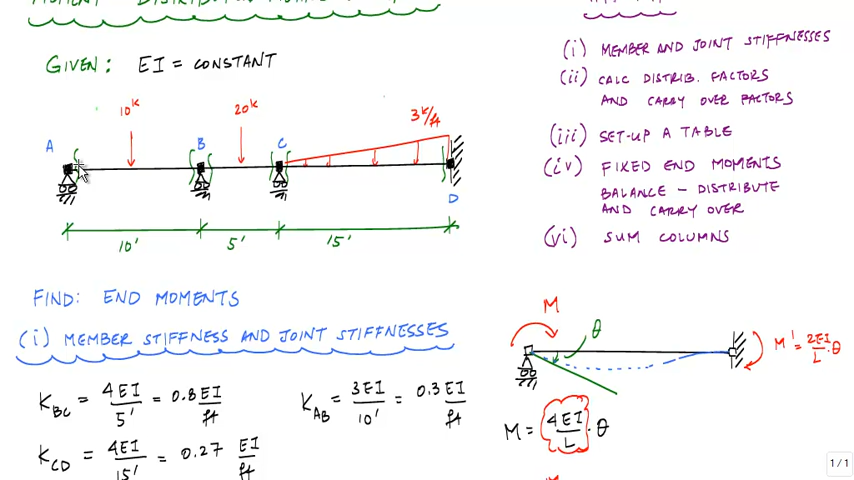 GIVEN: EI = CONSTANT
A
10ᵏ
B
20ᵏ
C
3ᵏ/ft
D
10'
5'
15'
FIND: END MOMENTS
(i) MEMBER STIFFNESS AND JOINT STIFFNESSES
K_BC = 4EI/5' = 0.8 EI/ft
K_AB = 3EI/10' = 0.3 EI/ft
K_CD = 4EI/15' = 0.27 EI/ft
(i) MEMBER AND JOINT STIFFNESSES
(ii) CALC DISTRIB. FACTORS
AND CARRY OVER FACTORS
(iii) SET-UP A TABLE
(iv) FIXED END MOMENTS
BALANCE - DISTRIBUTE
AND CARRY OVER
(vi) SUM COLUMNS
M
θ
M' = 2EI/L · θ
M = 4EI/L · θ
1/1